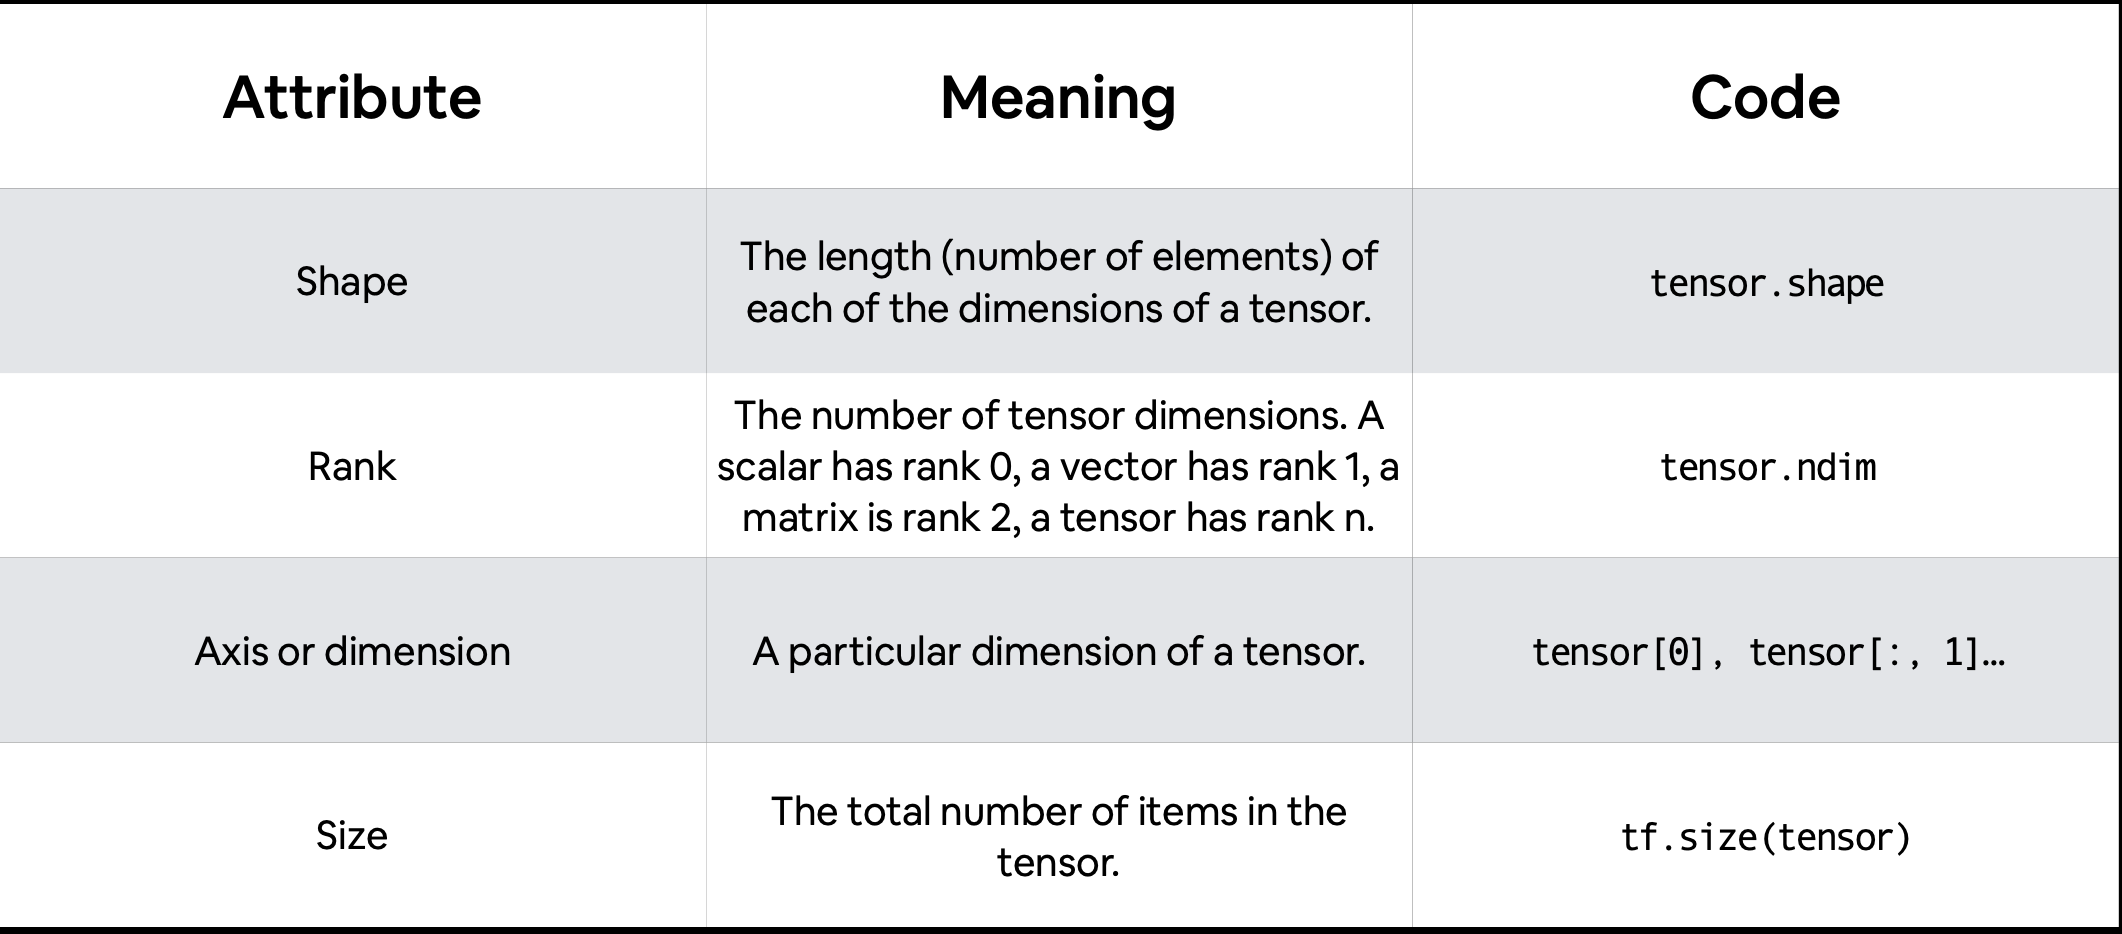 Attribute
Meaning
Code
Shape
The length (number of elements) of
each of the dimensions of a tensor.
tensor.shape
Rank
The number of tensor dimensions. A
scalar has rank 0, a vector has rank 1, a
matrix is rank 2, a tensor has rank n.
tensor.ndim
Axis or dimension
A particular dimension of a tensor.
tensor[0], tensor[:, 1]…
Size
The total number of items in the
tensor.
tf.size(tensor)